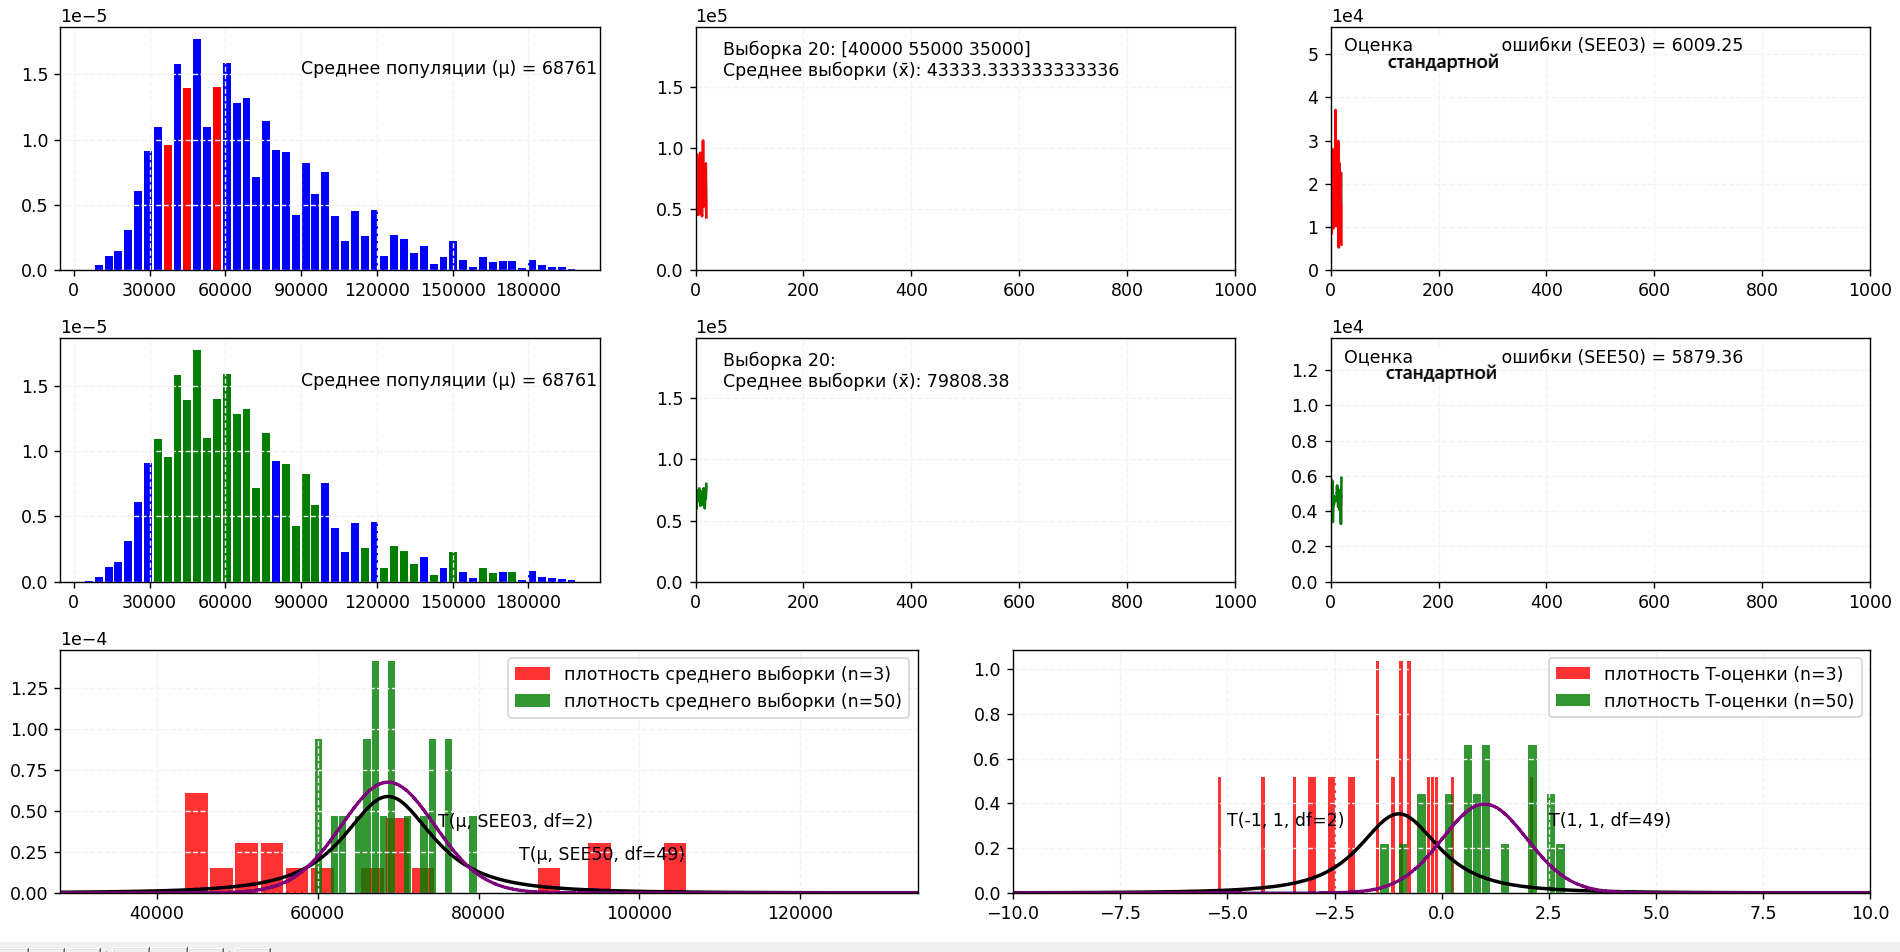 1e−5
Среднее популяции (μ) = 68761
1.5
1.0
0.5
0.0
0 30000 60000 90000 120000 150000 180000
1e5
Выборка 20: [40000 55000 35000]
Среднее выборки (x̄): 43333.333333333336
1.5
1.0
0.5
0.0
0 200 400 600 800 1000
1e4
Оценка стандартной ошибки (SEE03) = 6009.25
5
4
3
2
1
0
0 200 400 600 800 1000
1e−5
Среднее популяции (μ) = 68761
1.5
1.0
0.5
0.0
0 30000 60000 90000 120000 150000 180000
1e5
Выборка 20:
Среднее выборки (x̄): 79808.38
1.5
1.0
0.5
0.0
0 200 400 600 800 1000
1e4
Оценка стандартной ошибки (SEE50) = 5879.36
1.2
1.0
0.8
0.6
0.4
0.2
0.0
0 200 400 600 800 1000
1e−4
плотность среднего выборки (n=3)
плотность среднего выборки (n=50)
1.25
1.00
0.75
0.50
0.25
0.00
T(μ, SEE03, df=2)
T(μ, SEE50, df=49)
40000 60000 80000 100000 120000
плотность Т-оценки (n=3)
плотность Т-оценки (n=50)
1.0
0.8
0.6
0.4
0.2
0.0
T(-1, 1, df=2)
T(1, 1, df=49)
−10.0 −7.5 −5.0 −2.5 0.0 2.5 5.0 7.5 10.0